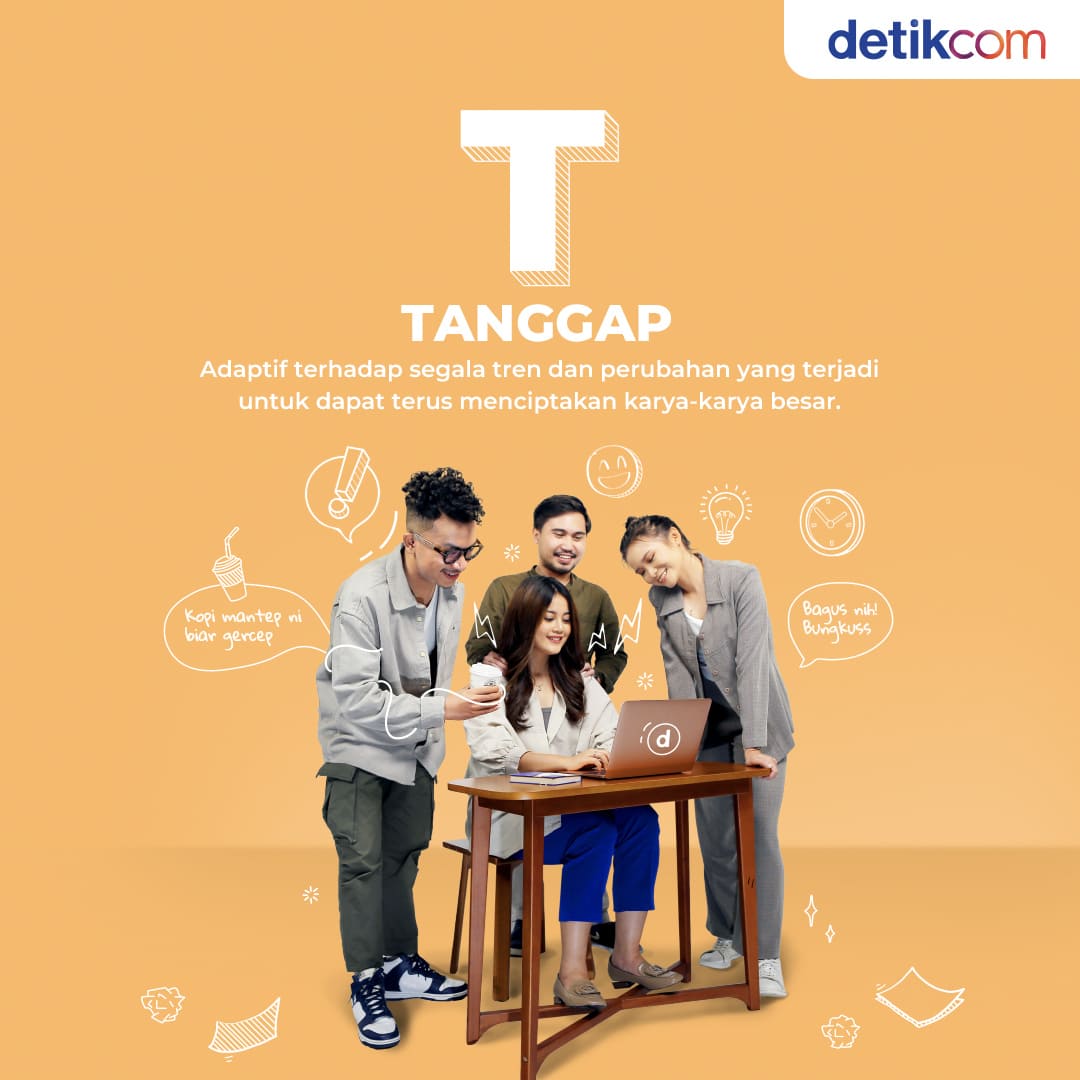 detikcom
T
TANGGAP
Adaptif terhadap segala tren dan perubahan yang terjadi
untuk dapat terus menciptakan karya-karya besar.
Kopi mantep ni
biar gercep
Bagus nih!
Bungkuss
d